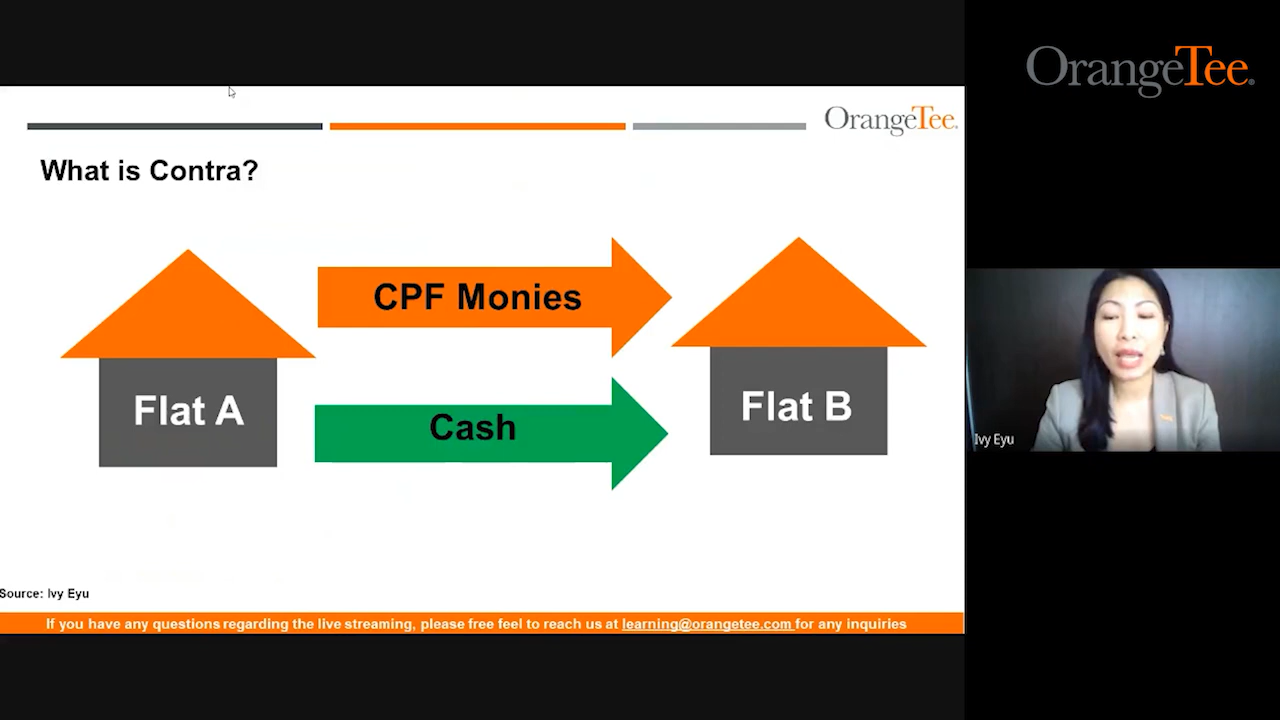 OrangeTee
OrangeTee
What is Contra?
CPF Monies
Flat A
Flat B
Cash
Ivy Eyu
Source: Ivy Eyu
If you have any questions regarding the live streaming, please free feel to reach us at learning@orangetee.com for any inquiries